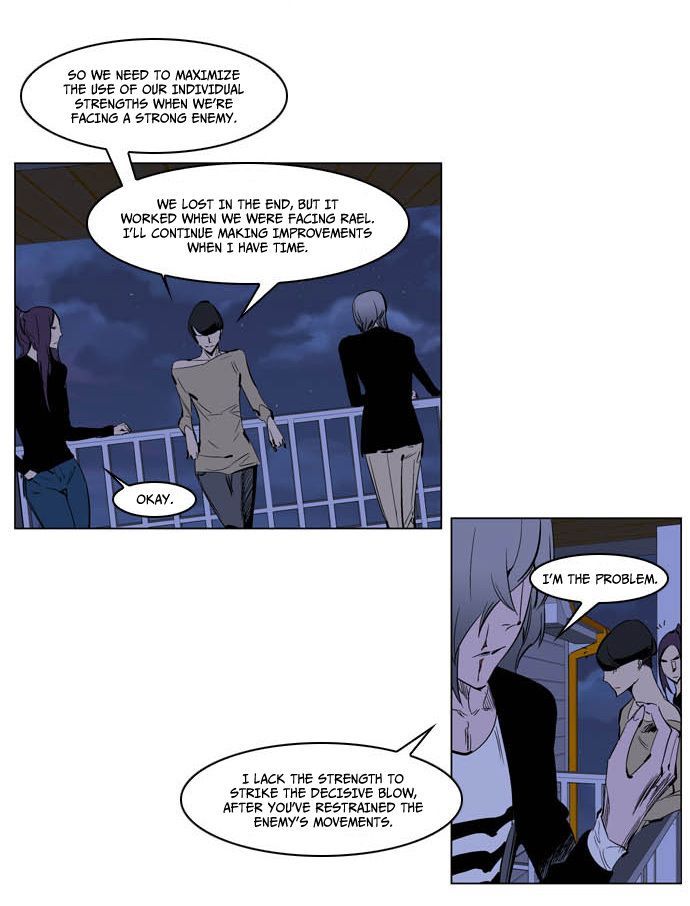 SO WE NEED TO MAXIMIZE
THE USE OF OUR INDIVIDUAL
STRENGTHS WHEN WE'RE
FACING A STRONG ENEMY.
WE LOST IN THE END, BUT IT
WORKED WHEN WE WERE FACING RAEL.
I'LL CONTINUE MAKING IMPROVEMENTS
WHEN I HAVE TIME.
OKAY.
I'M THE PROBLEM.
I LACK THE STRENGTH TO
STRIKE THE DECISIVE BLOW,
AFTER YOU'VE RESTRAINED THE
ENEMY'S MOVEMENTS.